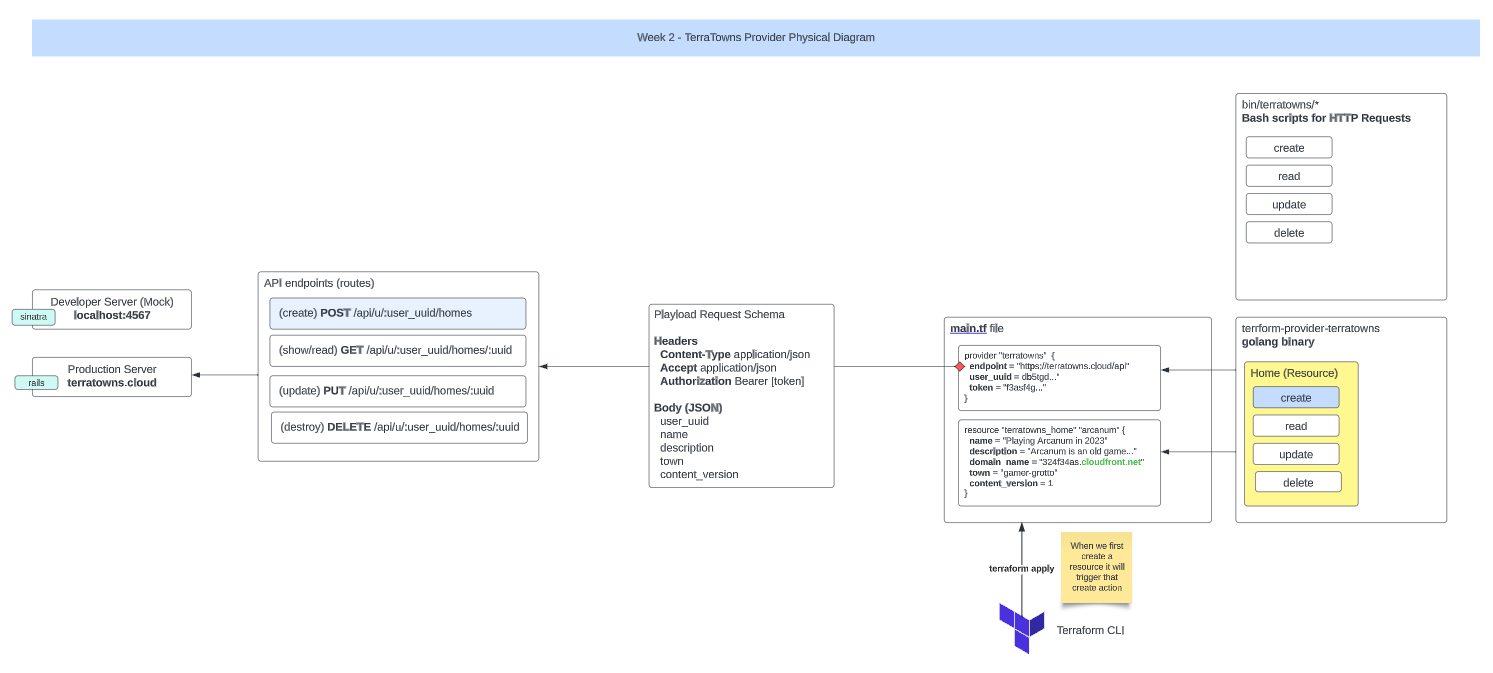 Week 2 - TerraTowns Provider Physical Diagram
bin/terratowns/*
Bash scripts for HTTP Requests
create
read
update
delete
Developer Server (Mock)
localhost:4567
sinatra
Production Server
terratowns.cloud
rails
API endpoints (routes)
(create) POST /api/u/:user_uuid/homes
(show/read) GET /api/u/:user_uuid/homes/:uuid
(update) PUT /api/u/:user_uuid/homes/:uuid
(destroy) DELETE /api/u/:user_uuid/homes/:uuid
Playload Request Schema
Headers
Content-Type application/json
Accept application/json
Authorization Bearer [token]
Body (JSON)
user_uuid
name
description
town
content_version
main.tf file
provider "terratowns" {
endpoint = "https://terratowns.cloud/api"
user_uuid = db5tgd..."
token = "f3asf4g..."
}
resource "terratowns_home" "arcanum" {
name = "Playing Arcanum in 2023"
description = "Arcanum is an old game..."
domain_name = "324f34as.cloudfront.net"
town = "gamer-grotto"
content_version = 1
}
terrform-provider-terratowns
golang binary
Home (Resource)
create
read
update
delete
terraform apply
When we first
create a
resource it will
trigger that
create action
Terraform CLI